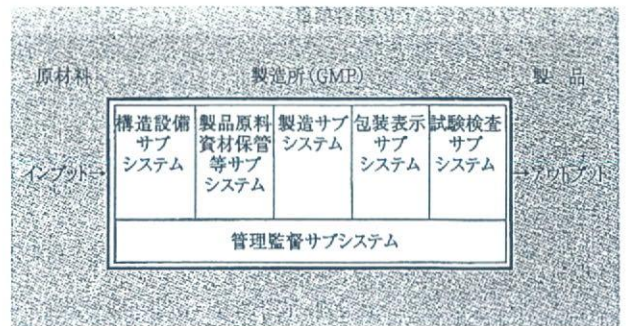 原材料
製造所(GMP)
製品
構造設備
サブ
システム
製品原料
資材保管
等サブ
システム
製造サブ
システム
包装表示
サブ
システム
試験検査
サブ
システム
インプット→
→アウトプット
管理監督サブシステム